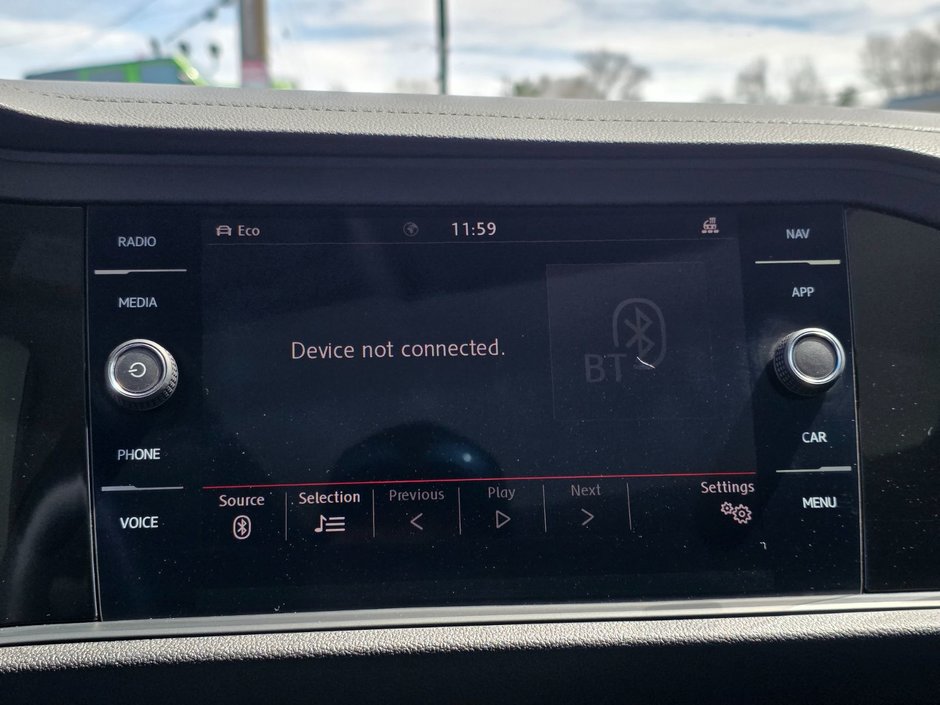 RADIO
MEDIA
PHONE
VOICE
Eco
11:59
Device not connected.
BT
Source
Selection
Previous
Play
Next
Settings
NAV
APP
CAR
MENU